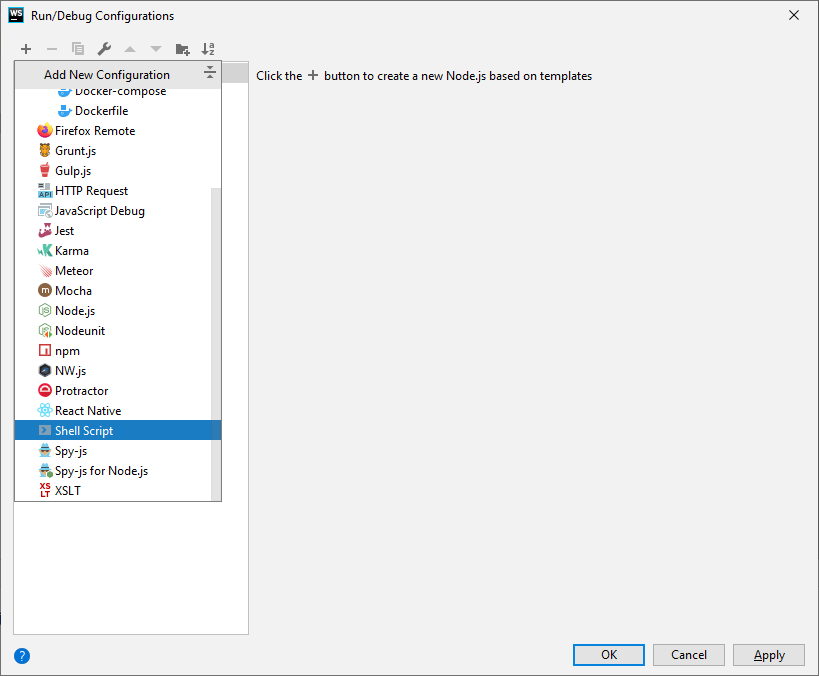 WS
Run/Debug Configurations
Add New Configuration
Click the + button to create a new Node.js based on templates
Docker-compose
Dockerfile
Firefox Remote
Grunt.js
Gulp.js
API HTTP Request
JavaScript Debug
Jest
Karma
Meteor
m Mocha
Node.js
Nodeunit
npm
NW.js
Protractor
React Native
Shell Script
Spy-js
Spy-js for Node.js
XS LT XSLT
? OK Cancel Apply